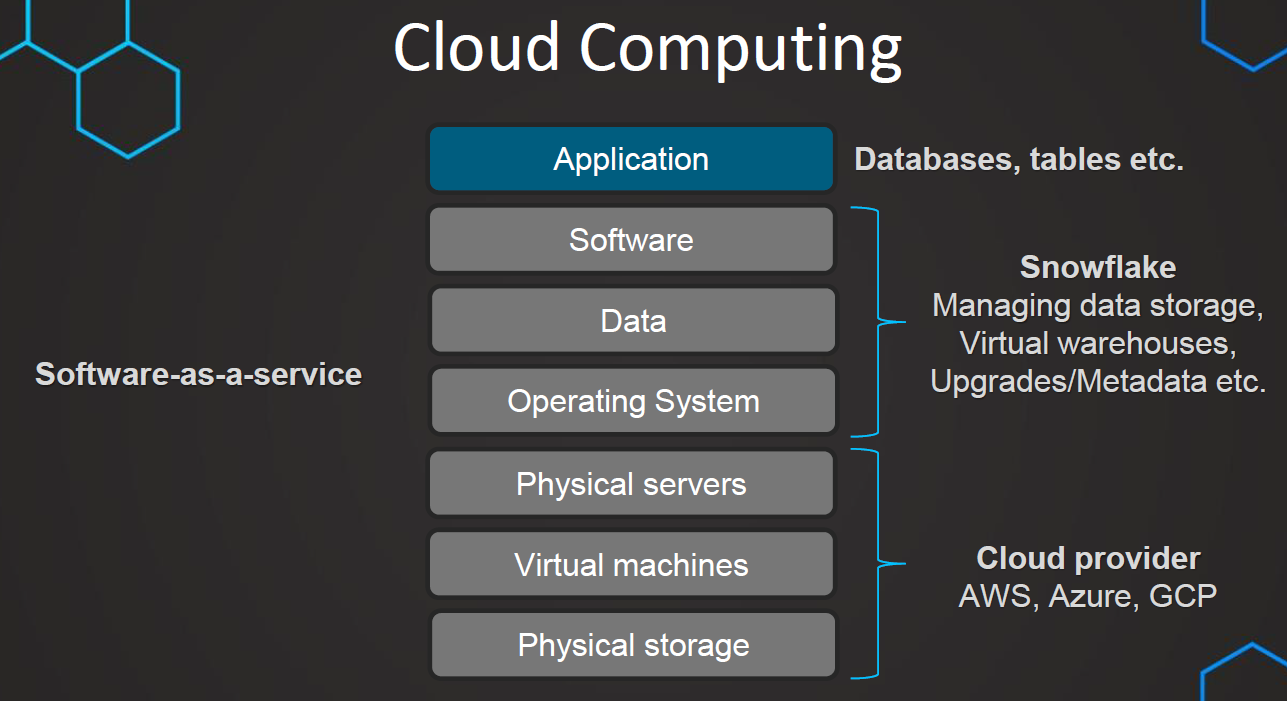 Cloud Computing
Application
Databases, tables etc.
Software
Data
Operating System
Snowflake
Managing data storage,
Virtual warehouses,
Upgrades/Metadata etc.
Software-as-a-service
Physical servers
Virtual machines
Physical storage
Cloud provider
AWS, Azure, GCP